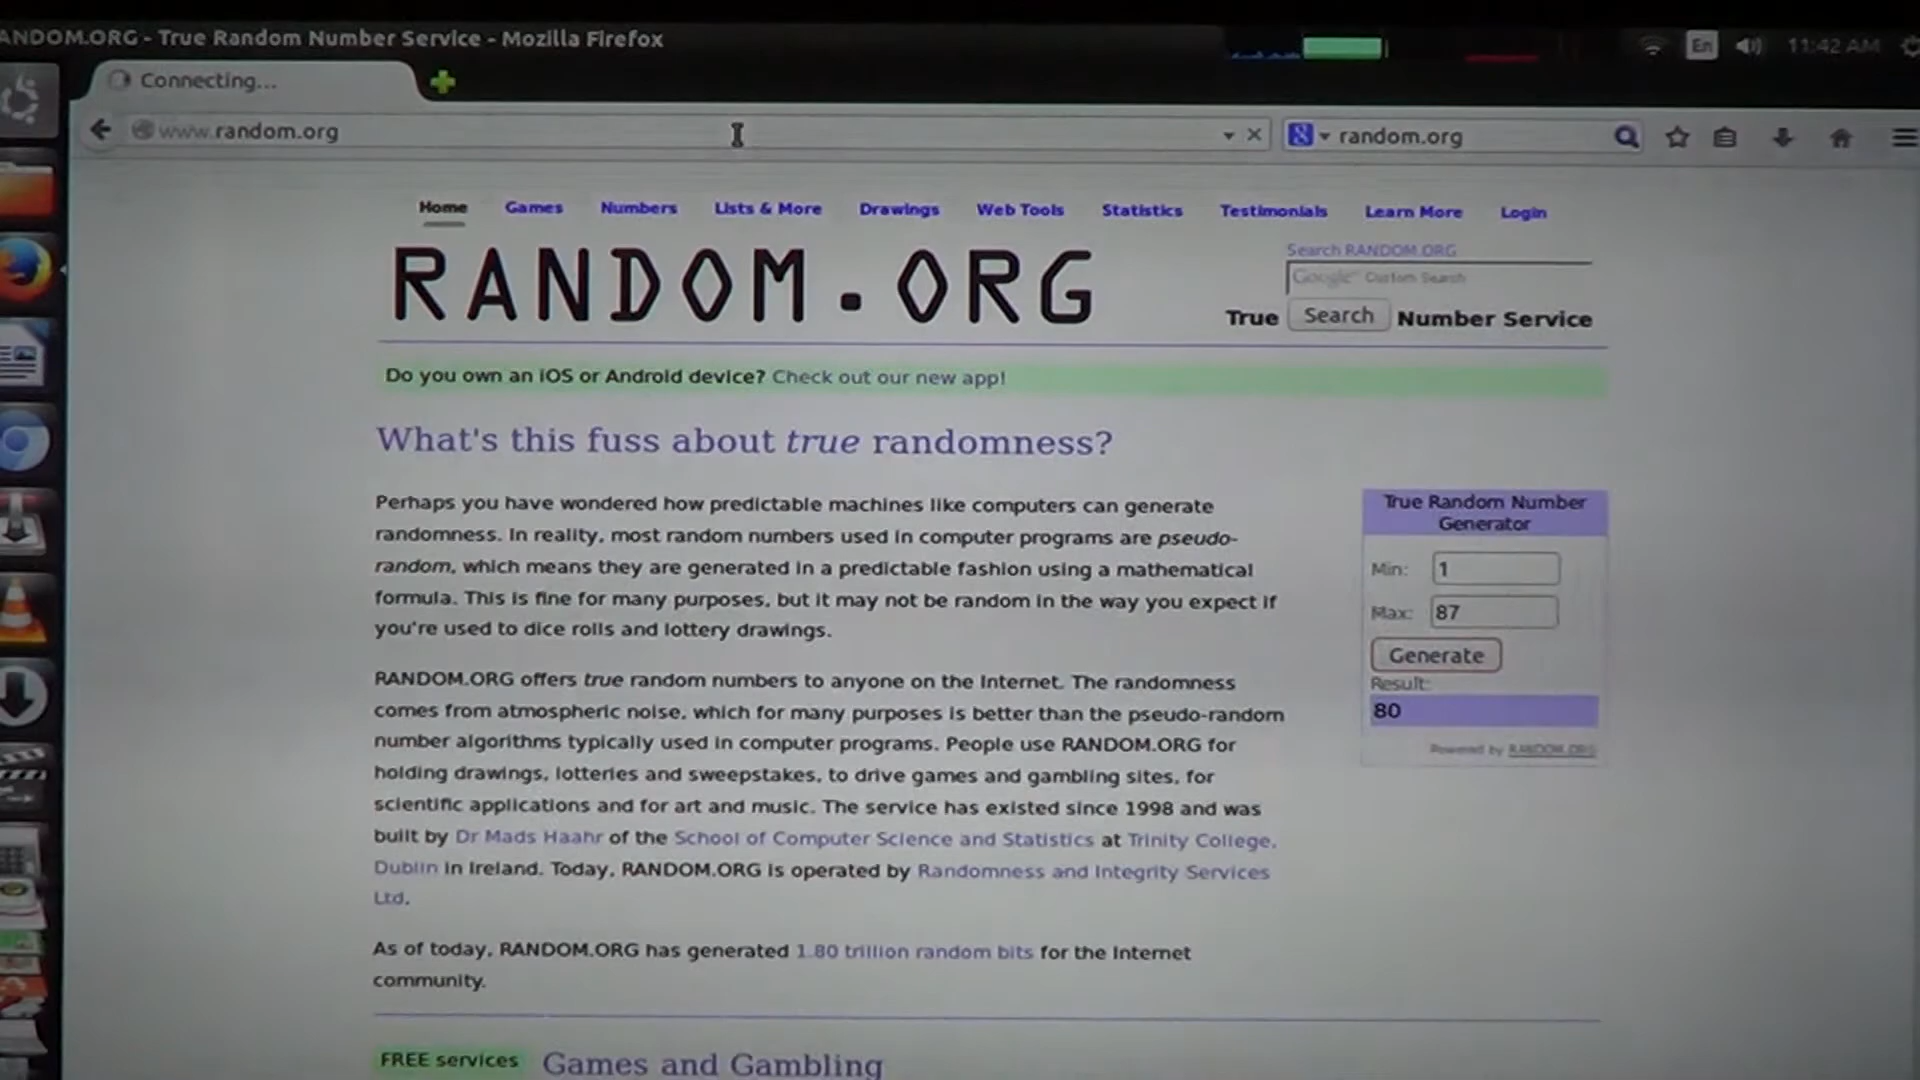 ANDOM.ORG - True Random Number Service - Mozilla Firefox
En
11:42 AM
Connecting...
www.random.org
random.org
Home Games Numbers Lists & More Drawings Web Tools Statistics Testimonials Learn More Login
RANDOM.ORG
Search RANDOM.ORG
Google™ Custom Search
True Search Number Service
Do you own an iOS or Android device? Check out our new app!
What's this fuss about true randomness?
Perhaps you have wondered how predictable machines like computers can generate
randomness. In reality, most random numbers used in computer programs are pseudo-
random, which means they are generated in a predictable fashion using a mathematical
formula. This is fine for many purposes, but it may not be random in the way you expect if
you're used to dice rolls and lottery drawings.
RANDOM.ORG offers true random numbers to anyone on the Internet. The randomness
comes from atmospheric noise, which for many purposes is better than the pseudo-random
number algorithms typically used in computer programs. People use RANDOM.ORG for
holding drawings, lotteries and sweepstakes, to drive games and gambling sites, for
scientific applications and for art and music. The service has existed since 1998 and was
built by Dr Mads Haahr of the School of Computer Science and Statistics at Trinity College,
Dublin in Ireland. Today, RANDOM.ORG is operated by Randomness and Integrity Services
Ltd.
As of today, RANDOM.ORG has generated 1.80 trillion random bits for the Internet
community.
True Random Number
Generator
Min: 1
Max: 87
Generate
Result:
80
Powered by RANDOM.ORG
FREE services Games and Gambling